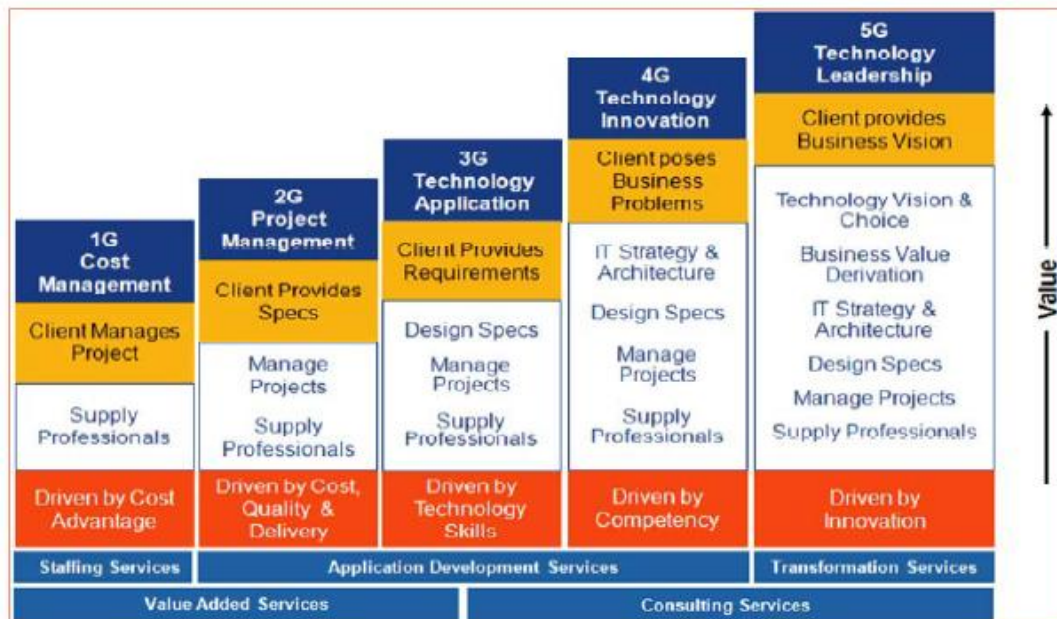 1G
Cost
Management
Client Manages
Project
Supply
Professionals
Driven by Cost
Advantage
2G
Project
Management
Client Provides
Specs
Manage
Projects
Supply
Professionals
Driven by Cost,
Quality &
Delivery
3G
Technology
Application
Client Provides
Requirements
Design Specs
Manage
Projects
Supply
Professionals
Driven by
Technology
Skills
4G
Technology
Innovation
Client poses
Business
Problems
IT Strategy &
Architecture
Design Specs
Manage
Projects
Supply
Professionals
Driven by
Competency
5G
Technology
Leadership
Client provides
Business Vision
Technology Vision &
Choice
Business Value
Derivation
IT Strategy &
Architecture
Design Specs
Manage Projects
Supply Professionals
Driven by
Innovation
Value
Staffing Services
Application Development Services
Transformation Services
Value Added Services
Consulting Services